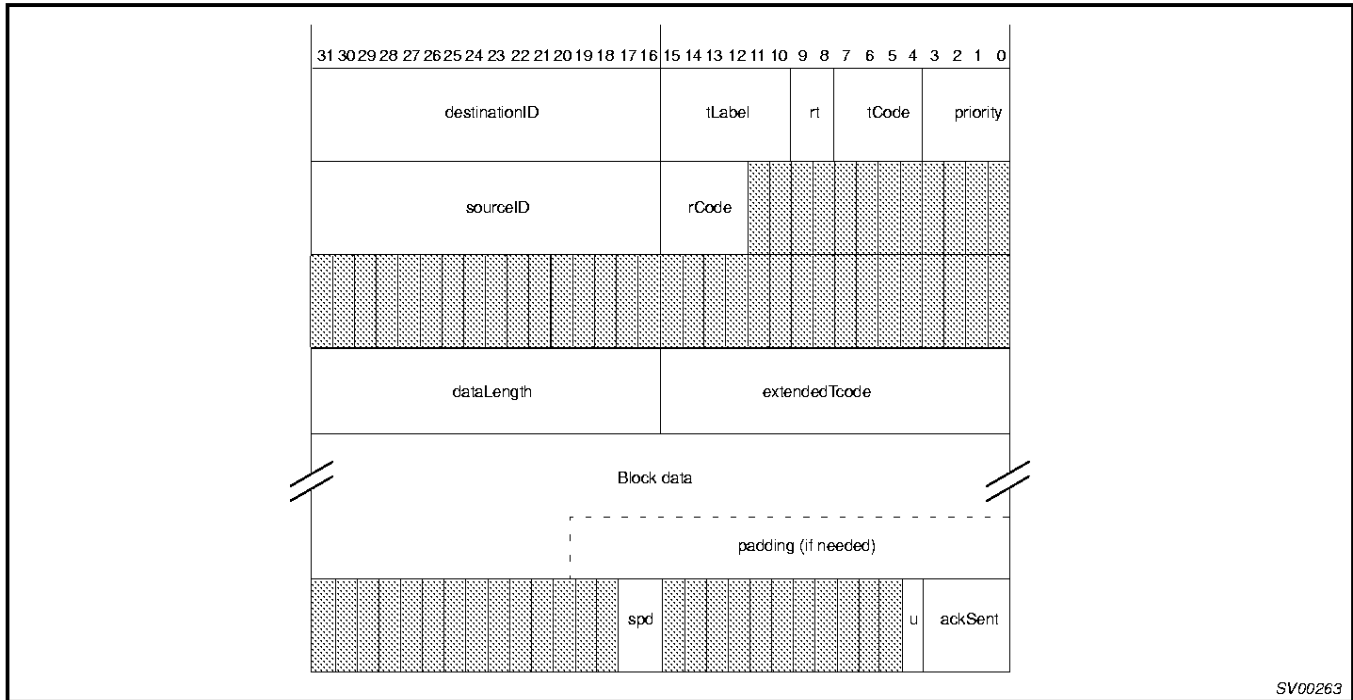 31 30 29 28 27 26 25 24 23 22 21 20 19 18 17 16 15 14 13 12 11 10 9 8 7 6 5 4 3 2 1 0
destinationID tLabel rt tCode priority
sourceID rCode
dataLength extendedTcode
Block data
padding (if needed)
spd u ackSent
SV00263